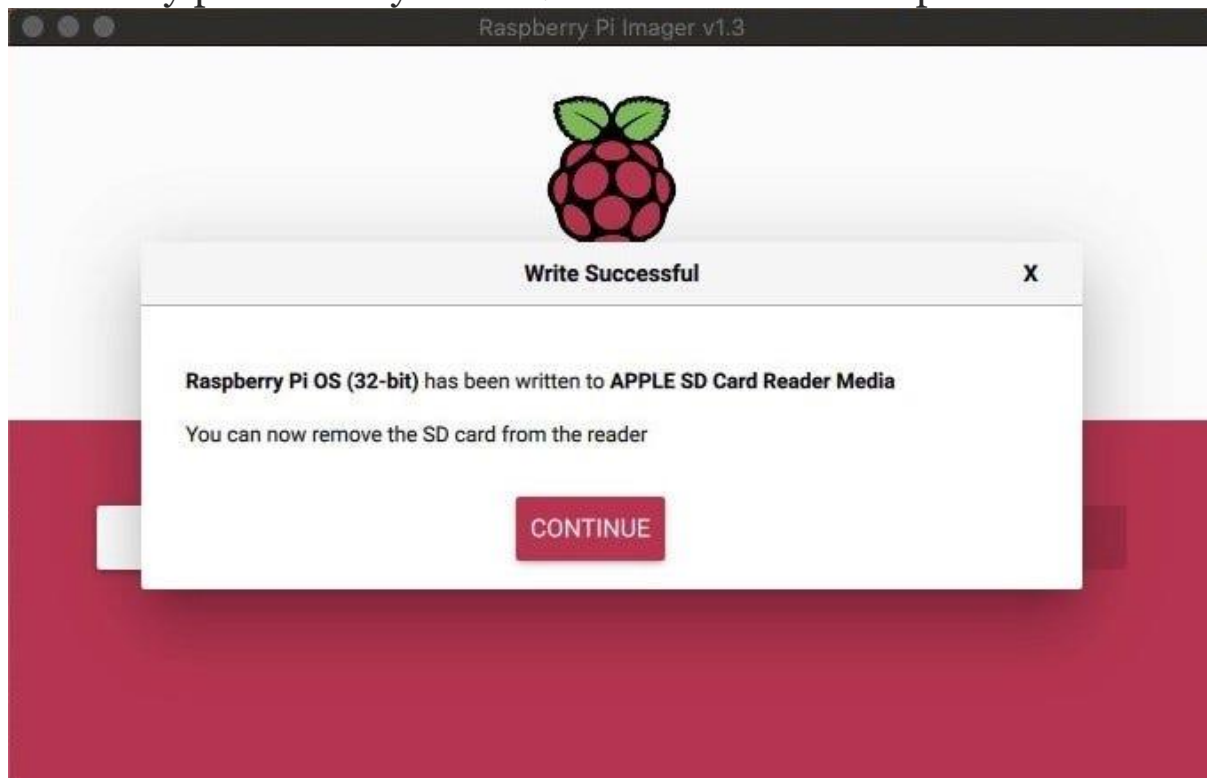 Raspberry Pi Imager v1.3
Write Successful X
Raspberry Pi OS (32-bit) has been written to APPLE SD Card Reader Media
You can now remove the SD card from the reader
CONTINUE